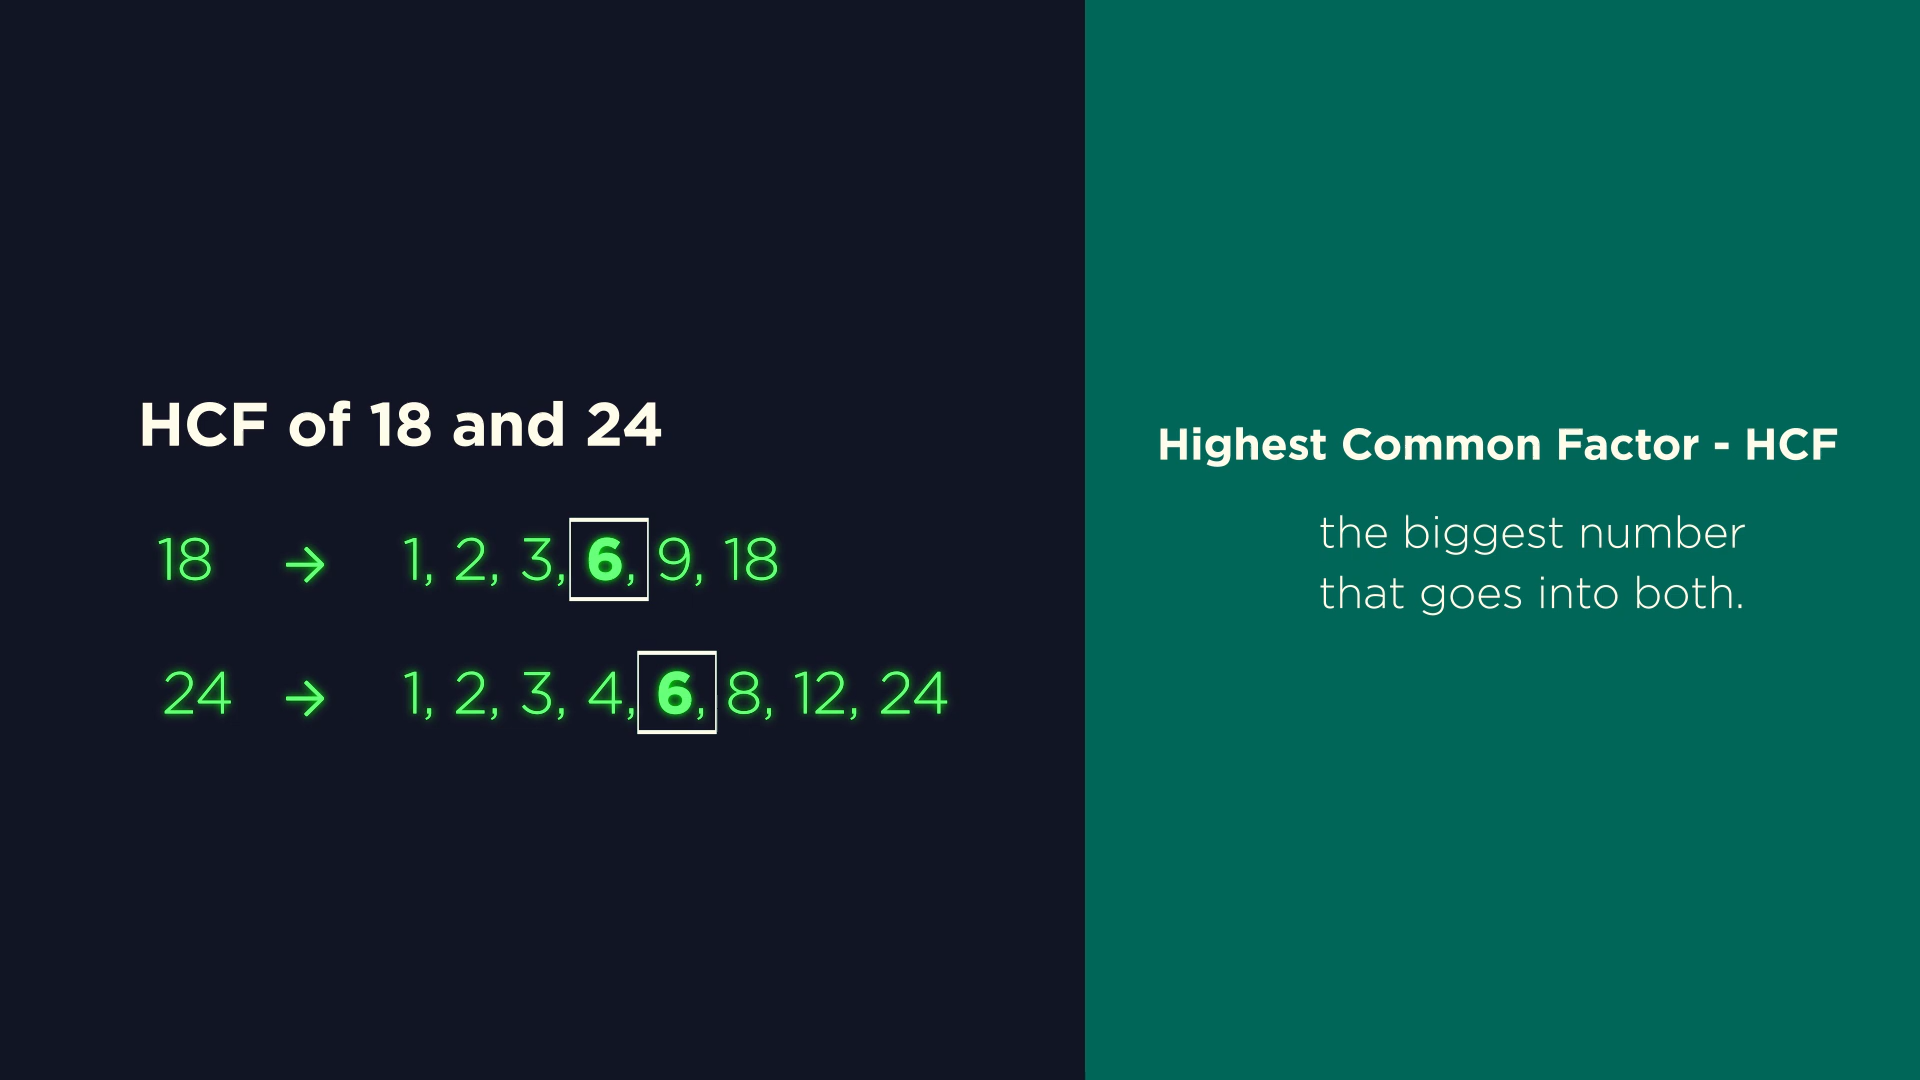 HCF of 18 and 24
18 → 1, 2, 3, 6, 9, 18
24 → 1, 2, 3, 4, 6, 8, 12, 24
Highest Common Factor - HCF
the biggest number
that goes into both.